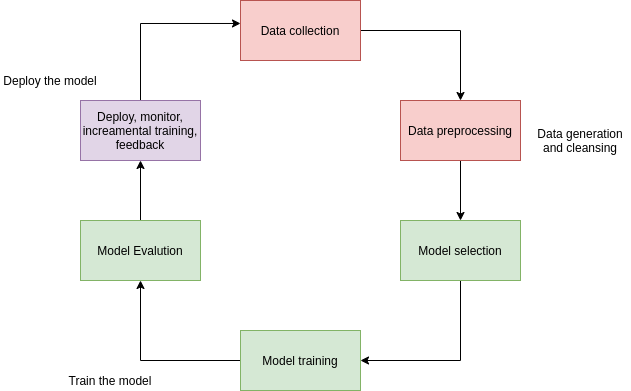 Data collection
Deploy the model
Deploy, monitor,
increamental training,
feedback
Data preprocessing
Data generation
and cleansing
Model Evalution
Model selection
Model training
Train the model